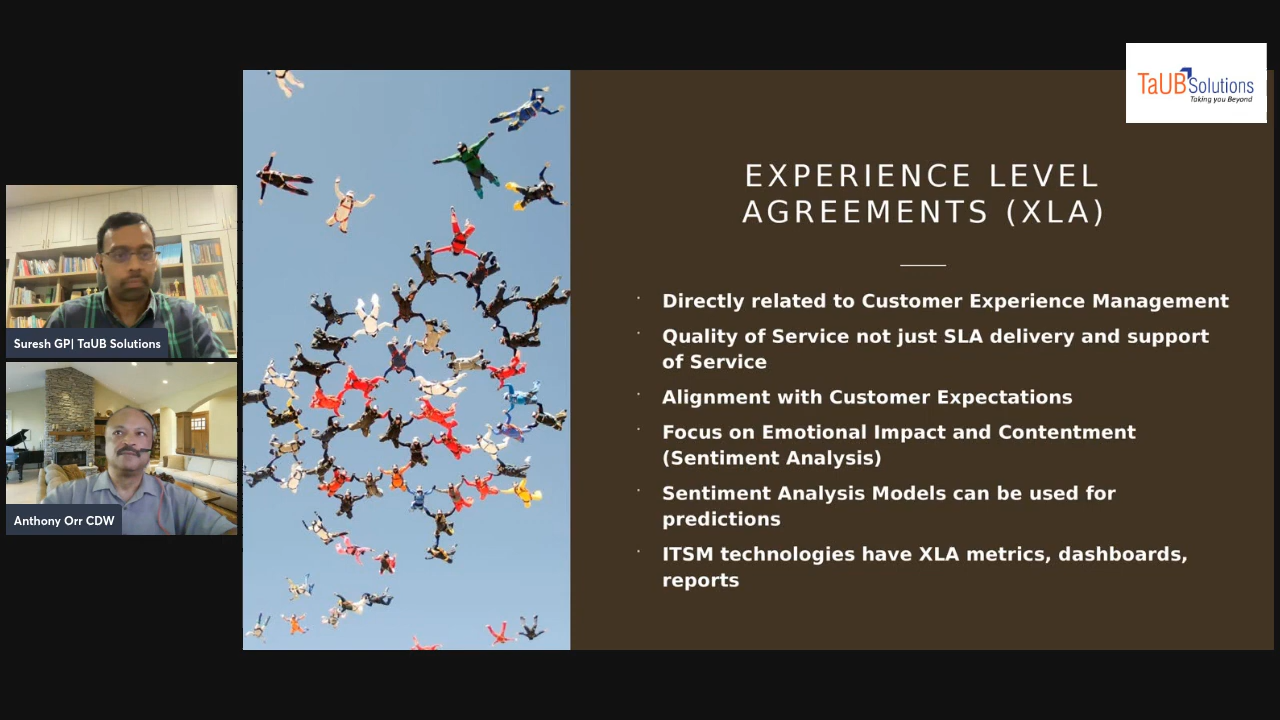 TaUB Solutions
Taking you Beyond
EXPERIENCE LEVEL
AGREEMENTS (XLA)
Directly related to Customer Experience Management
Quality of Service not just SLA delivery and support
of Service
Alignment with Customer Expectations
Focus on Emotional Impact and Contentment
(Sentiment Analysis)
Sentiment Analysis Models can be used for
predictions
ITSM technologies have XLA metrics, dashboards,
reports
Suresh GP| TaUB Solutions
Anthony Orr CDW